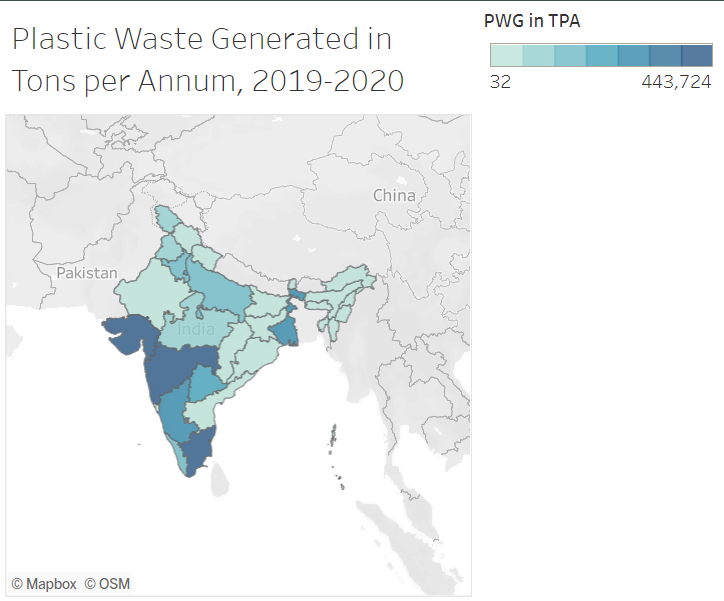 Plastic Waste Generated in
Tons per Annum, 2019-2020
PWG in TPA
32 443,724
China
Pakistan
India
© Mapbox © OSM